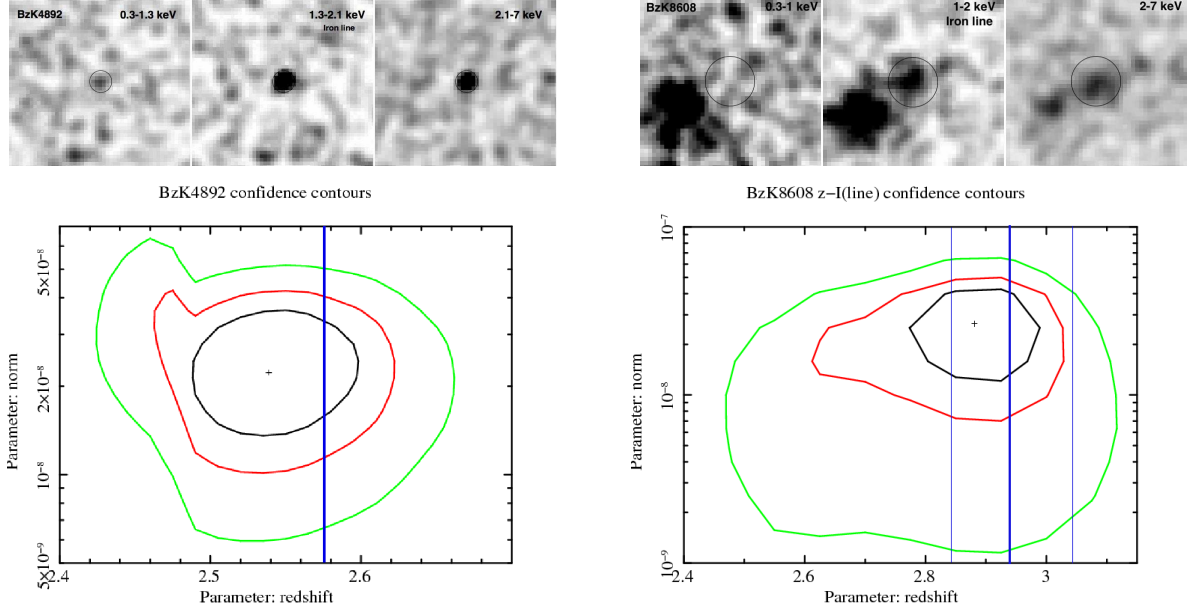 BzK4892 0.3-1.3 keV
1.3-2.1 keV
Iron line
2.1-7 keV
BzK8608 0.3-1 keV
1-2 keV
Iron line
2-7 keV
BzK4892 confidence contours
Parameter: norm
5×10⁻⁸
2×10⁻⁸
10⁻⁸
5×10⁻⁹
2.4 2.5 2.6
Parameter: redshift
BzK8608 z−I(line) confidence contours
Parameter: norm
10⁻⁷
10⁻⁸
10⁻⁹
2.4 2.6 2.8 3
Parameter: redshift